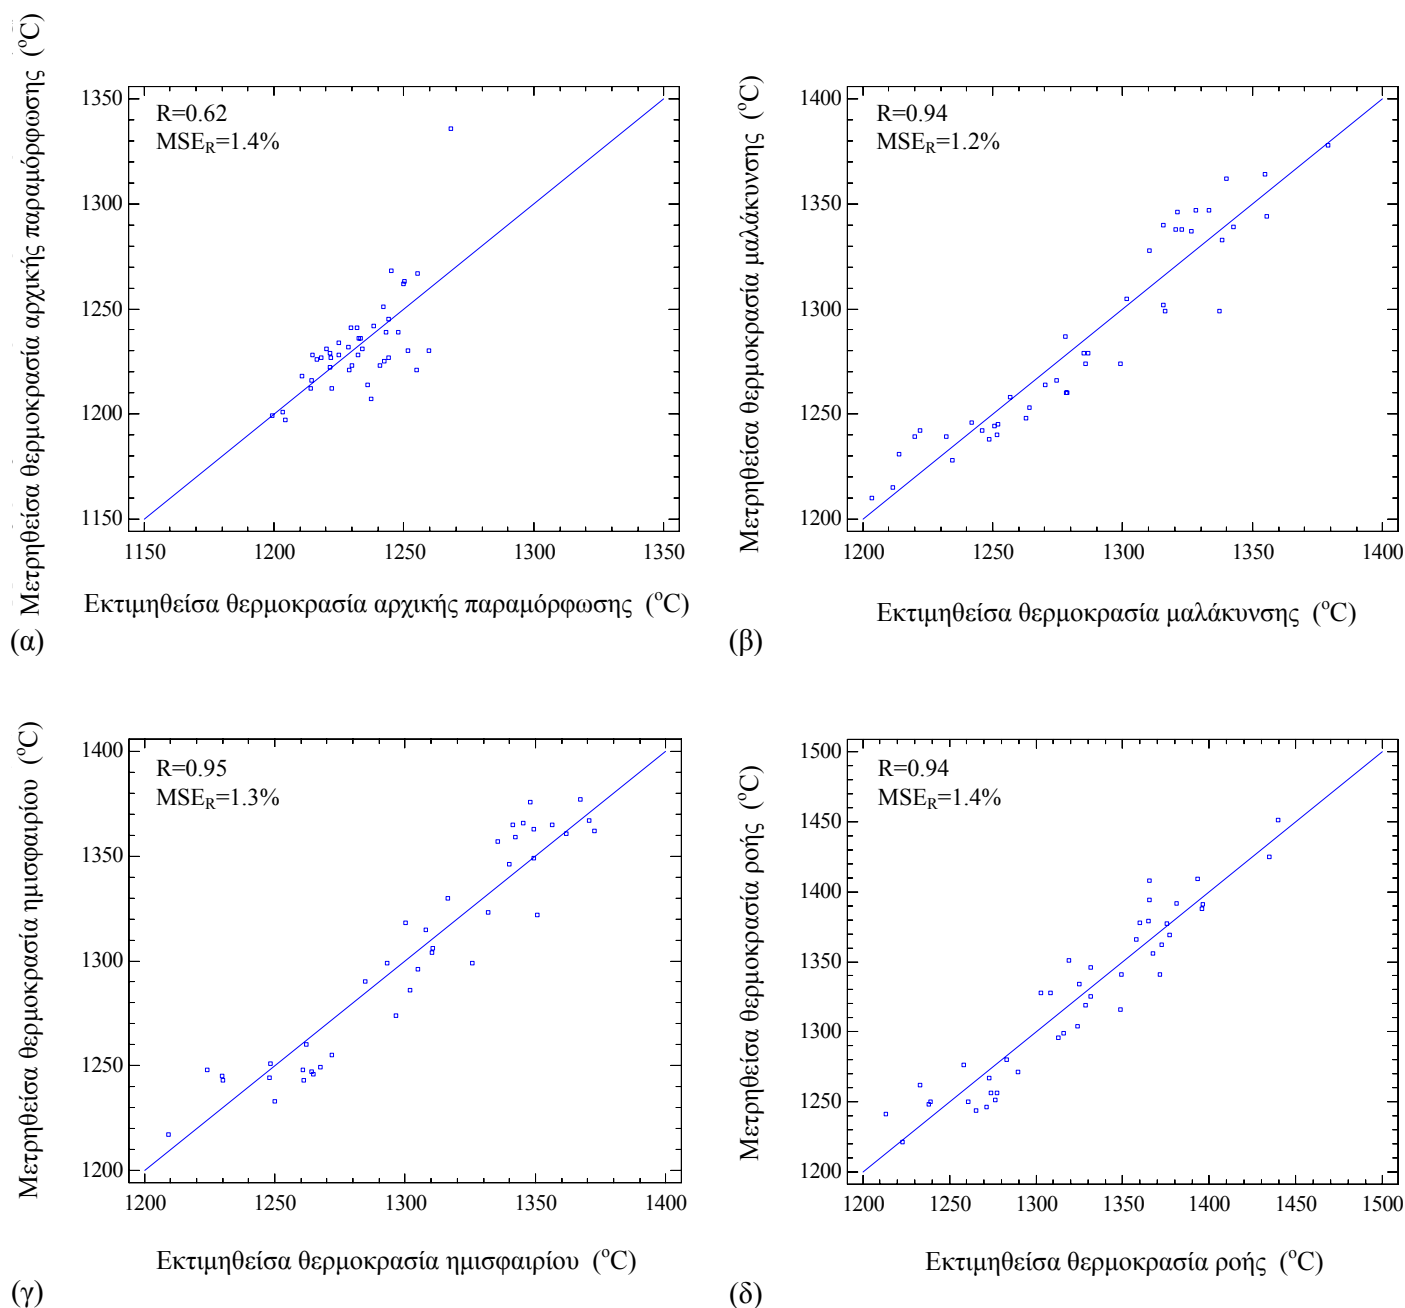 Μετρηθείσα θερμοκρασία αρχικής παραμόρφωσης (°C)
R=0.62
MSE_R=1.4%
1350
1300
1250
1200
1150
1150 1200 1250 1300 1350
Εκτιμηθείσα θερμοκρασία αρχικής παραμόρφωσης (°C)
(α)
Μετρηθείσα θερμοκρασία μαλάκυνσης (°C)
R=0.94
MSE_R=1.2%
1400
1350
1300
1250
1200
1200 1250 1300 1350 1400
Εκτιμηθείσα θερμοκρασία μαλάκυνσης (°C)
(β)
Μετρηθείσα θερμοκρασία ημισφαιρίου (°C)
R=0.95
MSE_R=1.3%
1400
1350
1300
1250
1200
1200 1250 1300 1350 1400
Εκτιμηθείσα θερμοκρασία ημισφαιρίου (°C)
(γ)
Μετρηθείσα θερμοκρασία ροής (°C)
R=0.94
MSE_R=1.4%
1500
1450
1400
1350
1300
1250
1200
1200 1250 1300 1350 1400 1450 1500
Εκτιμηθείσα θερμοκρασία ροής (°C)
(δ)